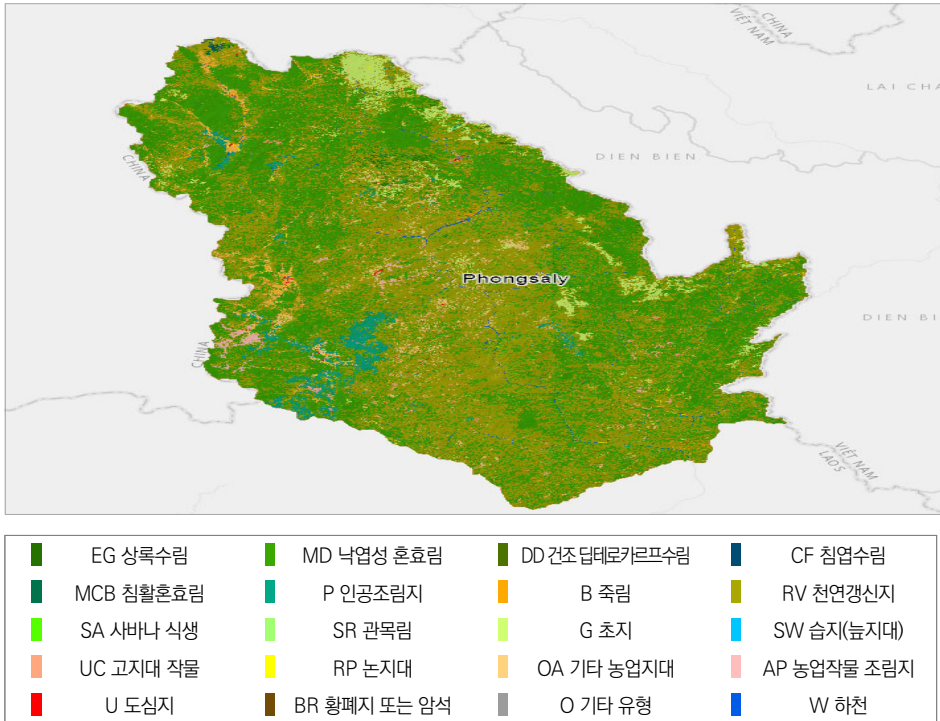 CHINA
VIỆT NAM
LAI CHA
DIEN BIEN
CHINA
Phongsaly
DIEN BI
CHINA
VIỆT NAM
LAOS
EG 상록수림 MD 낙엽성 혼효림 DD 건조 딥테로카르프수림 CF 침엽수림
MCB 침활혼효림 P 인공조림지 B 죽림 RV 천연갱신지
SA 사바나 식생 SR 관목림 G 초지 SW 습지(늪지대)
UC 고지대 작물 RP 논지대 OA 기타 농업지대 AP 농업작물 조림지
U 도심지 BR 황폐지 또는 암석 O 기타 유형 W 하천